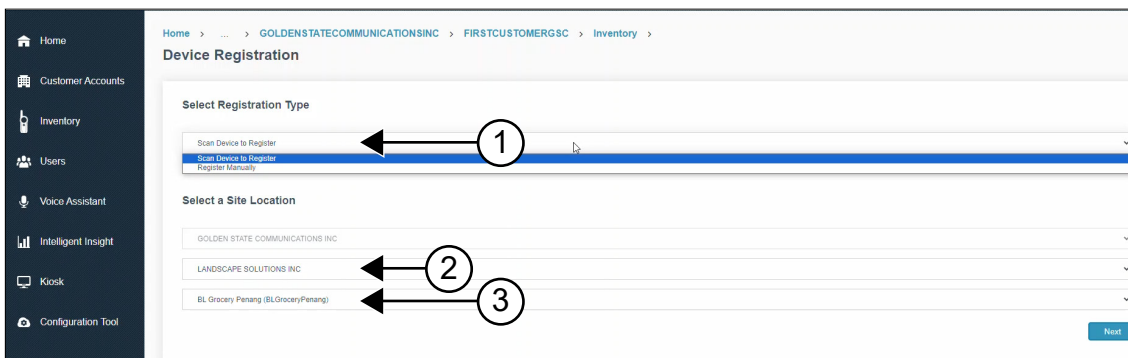 Home
Customer Accounts
Inventory
Users
Voice Assistant
Intelligent Insight
Kiosk
Configuration Tool
Home > ... > GOLDENSTATECOMMUNICATIONSINC > FIRSTCUSTOMERGSC > Inventory >
Device Registration
Select Registration Type
Scan Device to Register
1
Scan Device to Register
Register Manually
Select a Site Location
GOLDEN STATE COMMUNICATIONS INC
LANDSCAPE SOLUTIONS INC
2
BL Grocery Penang (BLGroceryPenang)
3
Next